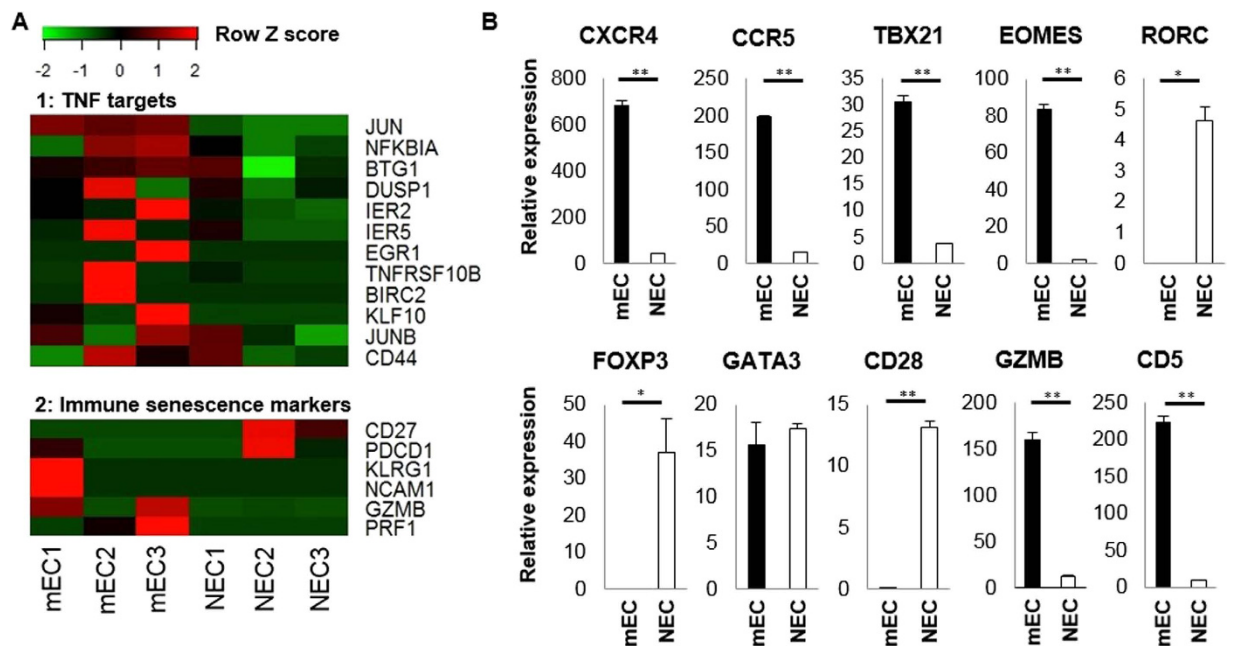 A
Row Z score
-2 -1 0 1 2
1: TNF targets
JUN
NFKBIA
BTG1
DUSP1
IER2
IER5
EGR1
TNFRSF10B
BIRC2
KLF10
JUNB
CD44
2: Immune senescence markers
CD27
PDCD1
KLRG1
NCAM1
GZMB
PRF1
mEC1 mEC2 mEC3 NEC1 NEC2 NEC3
B
Relative expression
CXCR4
**
800
600
400
200
0
mEC NEC
CCR5
**
250
200
150
100
50
0
mEC NEC
TBX21
**
35
30
25
20
15
10
5
0
mEC NEC
EOMES
**
100
80
60
40
20
0
mEC NEC
RORC
*
6
5
4
3
2
1
0
mEC NEC
Relative expression
FOXP3
*
50
40
30
20
10
0
mEC NEC
GATA3
20
15
10
5
0
mEC NEC
CD28
**
15
10
5
0
mEC NEC
GZMB
**
200
150
100
50
0
mEC NEC
CD5
**
250
200
150
100
50
0
mEC NEC